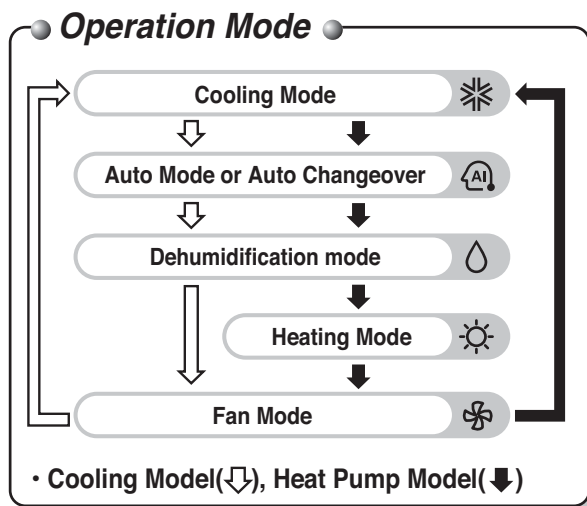 Operation Mode
Cooling Mode
Auto Mode or Auto Changeover
AI
Dehumidification mode
Heating Mode
Fan Mode
· Cooling Model(⇩), Heat Pump Model(🡇)